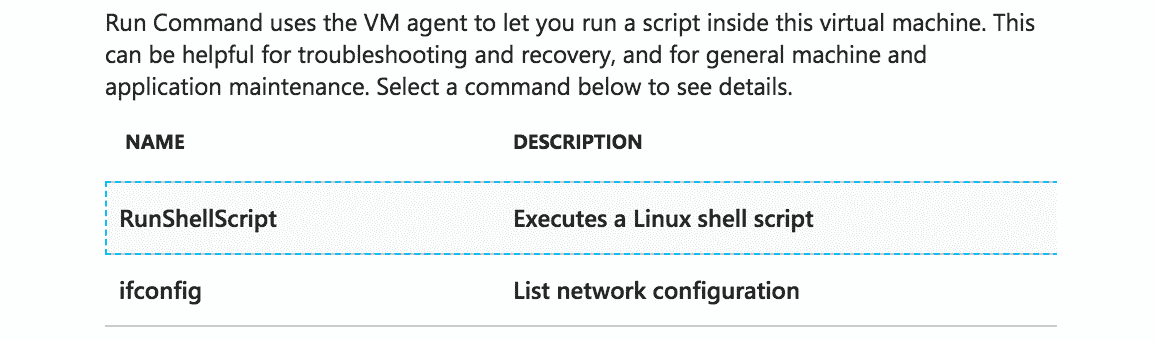 Run Command uses the VM agent to let you run a script inside this virtual machine. This
can be helpful for troubleshooting and recovery, and for general machine and
application maintenance. Select a command below to see details.
NAME DESCRIPTION
RunShellScript Executes a Linux shell script
ifconfig List network configuration